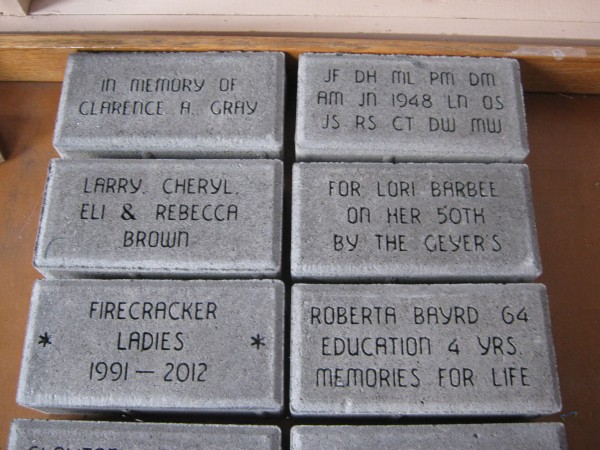 IN MEMORY OF
CLARENCE A. GRAY
JF DH ML PM DM
AM JN 1948 LN OS
JS RS CT DW MW
LARRY, CHERYL,
ELI & REBECCA
BROWN
FOR LORI BARBEE
ON HER 50TH
BY THE GEYER'S
FIRECRACKER
* LADIES *
1991 — 2012
ROBERTA BAYRD '64
EDUCATION 4 YRS.
MEMORIES FOR LIFE